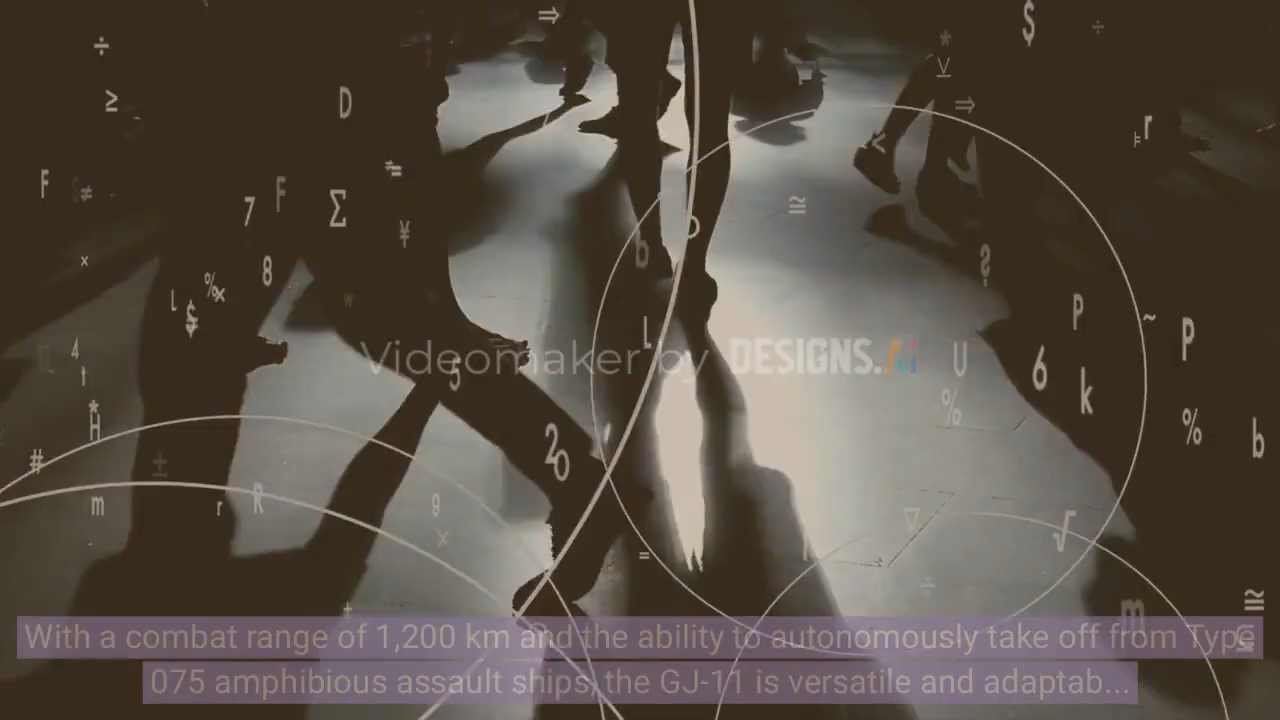 Videomaker by DESIGNS.AI
With a combat range of 1,200 km and the ability to autonomously take off from Type
075 amphibious assault ships, the GJ-11 is versatile and adaptab...